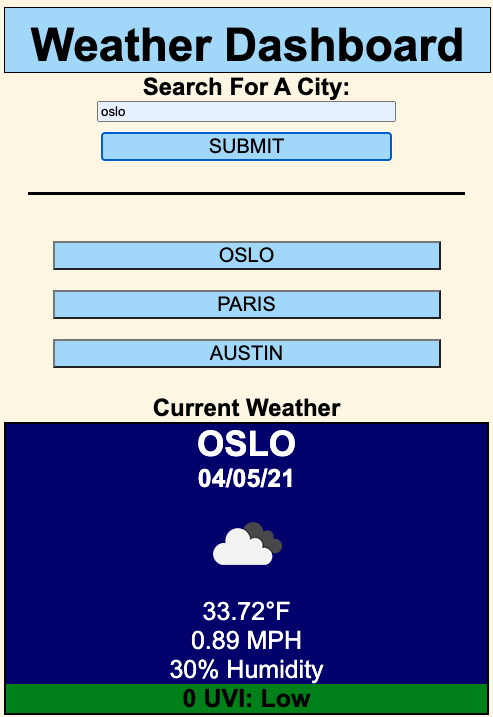 Weather Dashboard
Search For A City:
oslo
SUBMIT
OSLO
PARIS
AUSTIN
Current Weather
OSLO
04/05/21
33.72°F
0.89 MPH
30% Humidity
0 UVI: Low